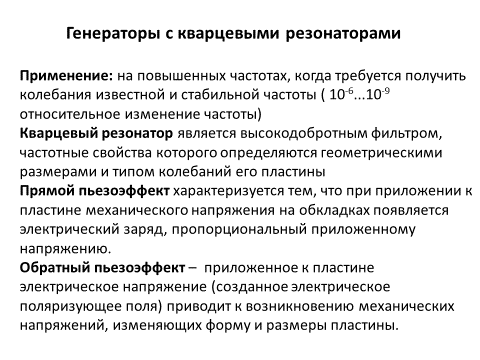 Генераторы с кварцевыми резонаторами
Применение: на повышенных частотах, когда требуется получить
колебания известной и стабильной частоты ( 10⁻⁶...10⁻⁹
относительное изменение частоты)
Кварцевый резонатор является высокодобротным фильтром,
частотные свойства которого определяются геометрическими
размерами и типом колебаний его пластины
Прямой пьезоэффект характеризуется тем, что при приложении к
пластине механического напряжения на обкладках появляется
электрический заряд, пропорциональный приложенному
напряжению.
Обратный пьезоэффект – приложенное к пластине
электрическое напряжение (созданное электрическое
поляризующее поля) приводит к возникновению механических
напряжений, изменяющих форму и размеры пластины.